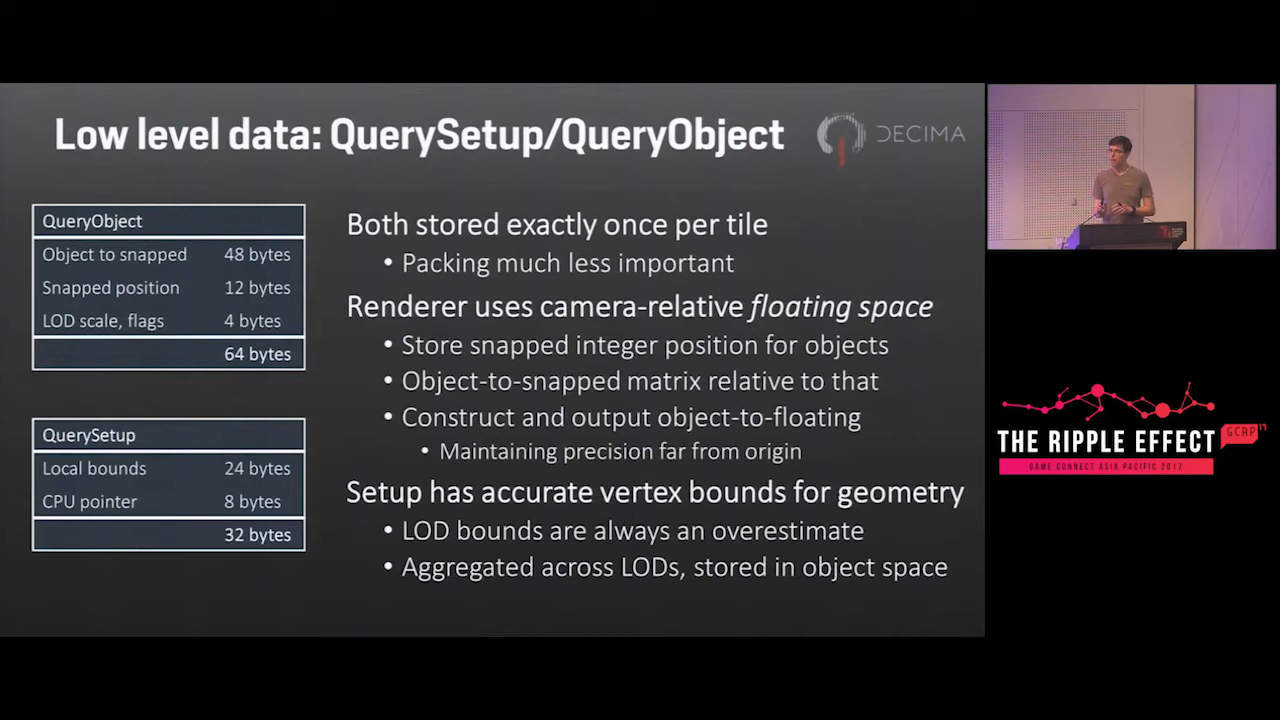 Low level data: QuerySetup/QueryObject
DECIMA
QueryObject
Object to snapped 48 bytes
Snapped position 12 bytes
LOD scale, flags 4 bytes
64 bytes
QuerySetup
Local bounds 24 bytes
CPU pointer 8 bytes
32 bytes
Both stored exactly once per tile
• Packing much less important
Renderer uses camera-relative floating space
• Store snapped integer position for objects
• Object-to-snapped matrix relative to that
• Construct and output object-to-floating
• Maintaining precision far from origin
Setup has accurate vertex bounds for geometry
• LOD bounds are always an overestimate
• Aggregated across LODs, stored in object space
THE RIPPLE EFFECT
GCAP'17
GAME CONNECT ASIA PACIFIC 2017